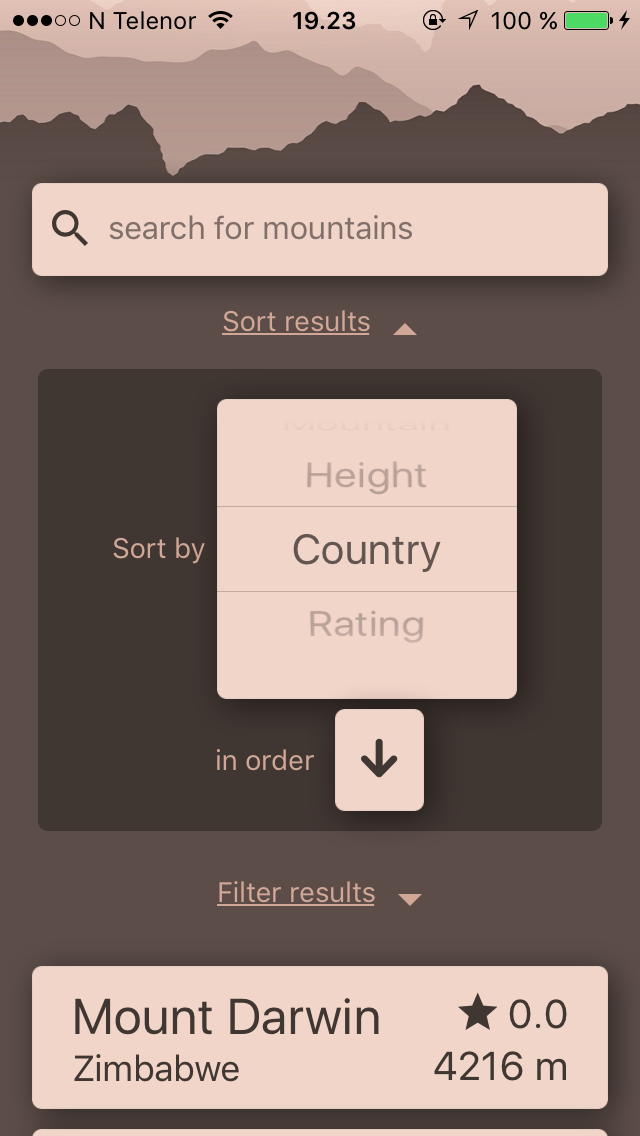 N Telenor 19.23 100 %
search for mountains
Sort results
Mountain
Height
Sort by Country
Rating
in order
Filter results
Mount Darwin 0.0
Zimbabwe 4216 m